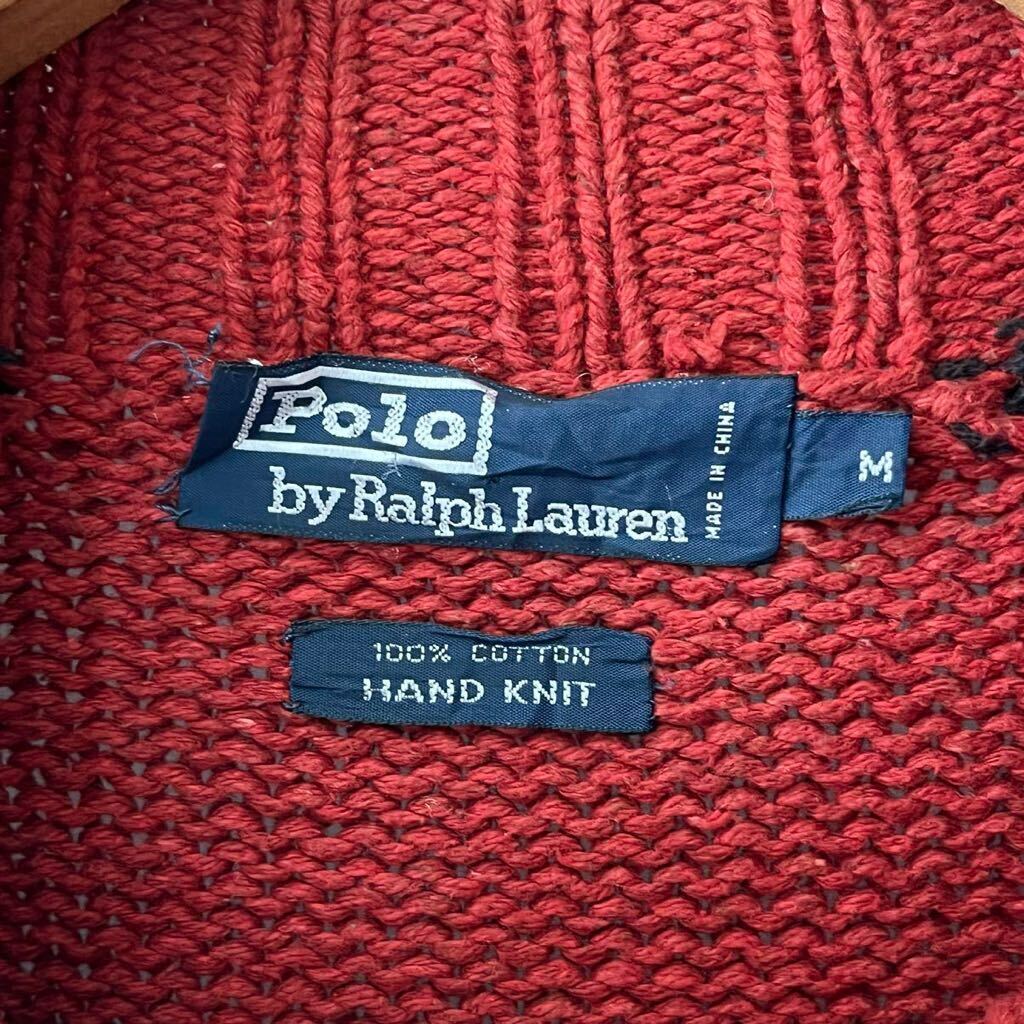 Polo
by Ralph Lauren
MADE IN CHINA
M
100% COTTON
HAND KNIT